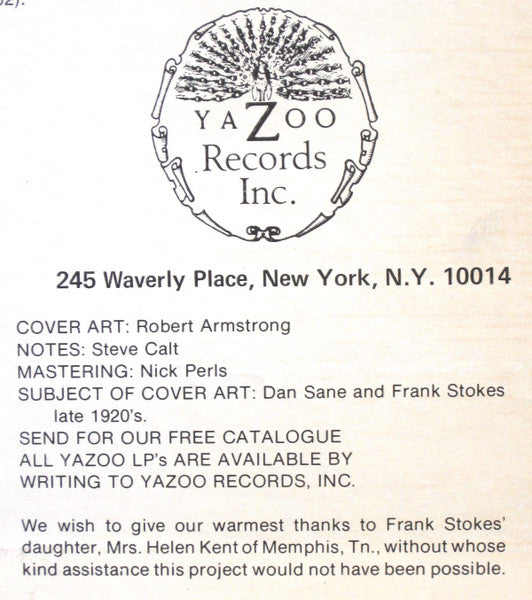 YAZOO
Records
Inc.
245 Waverly Place, New York, N.Y. 10014
COVER ART: Robert Armstrong
NOTES: Steve Calt
MASTERING: Nick Perls
SUBJECT OF COVER ART: Dan Sane and Frank Stokes
late 1920's.
SEND FOR OUR FREE CATALOGUE
ALL YAZOO LP's ARE AVAILABLE BY
WRITING TO YAZOO RECORDS, INC.
We wish to give our warmest thanks to Frank Stokes'
daughter, Mrs. Helen Kent of Memphis, Tn., without whose
kind assistance this project would not have been possible.